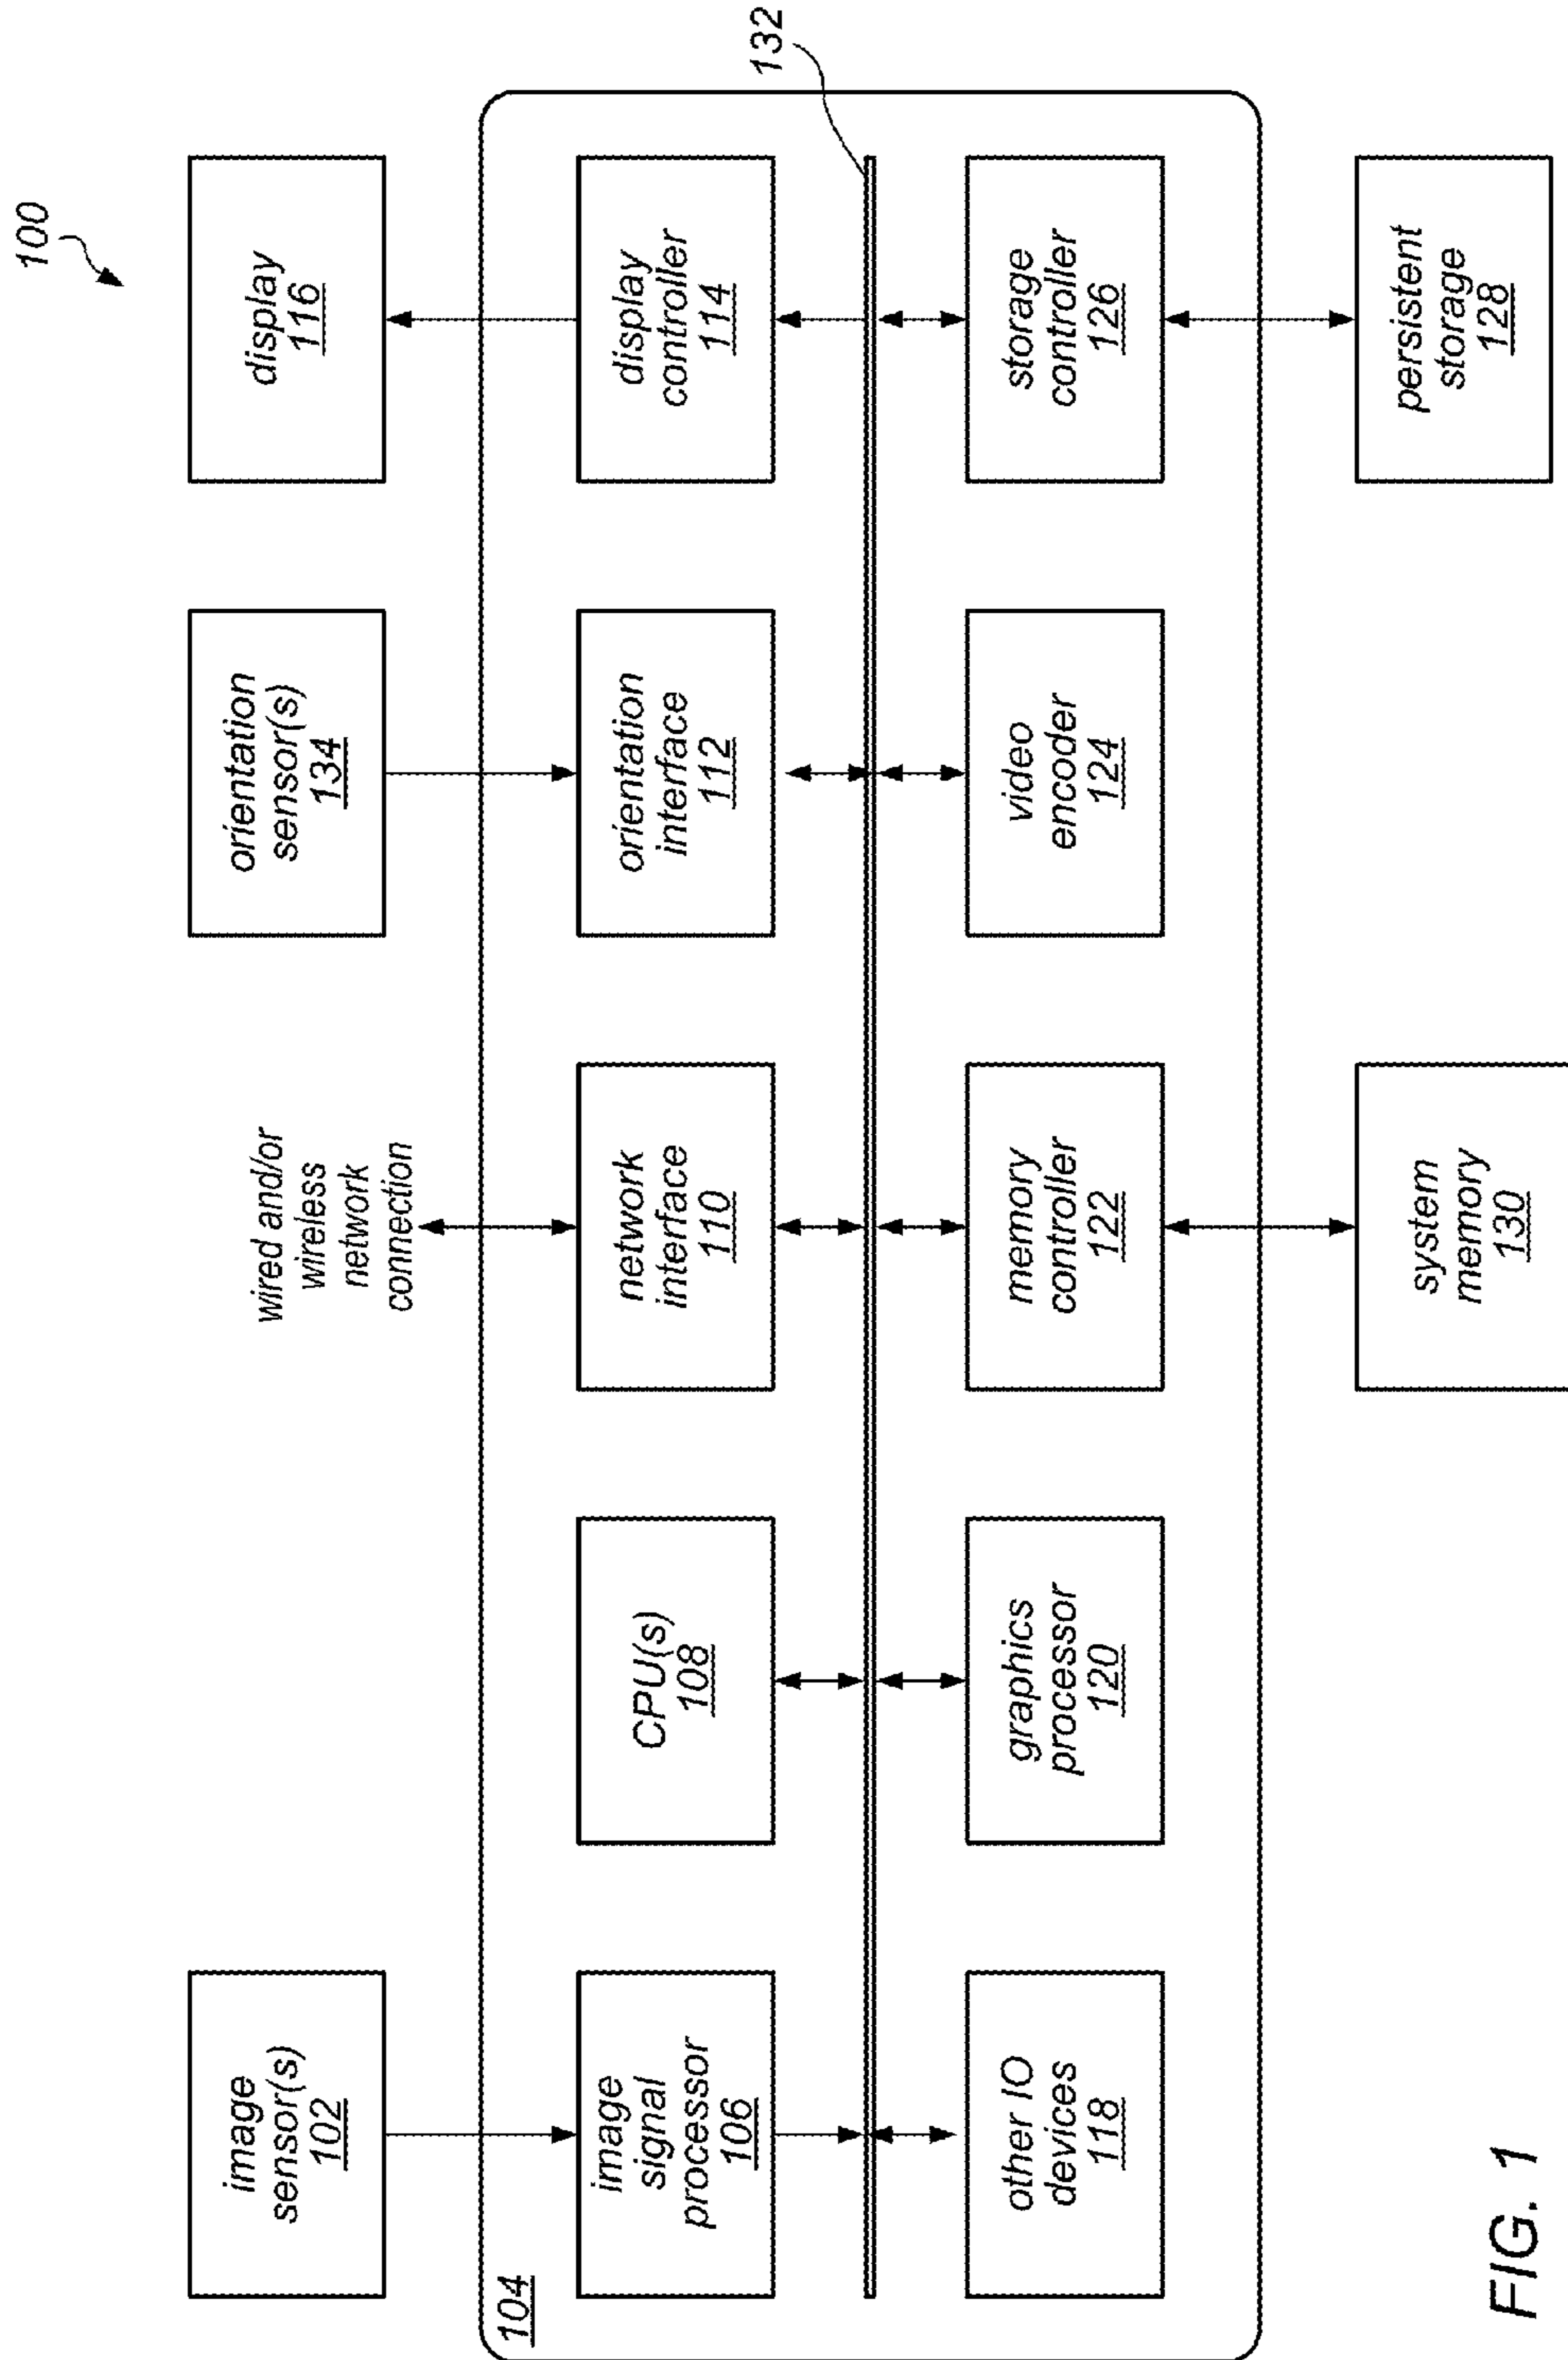 100
image
sensor(s)
102
wired and/or
wireless
network
connection
orientation
sensor(s)
134
display
116
104
image
signal
processor
106
CPU(s)
108
network
interface
110
orientation
interface
112
display
controller
114
132
other IO
devices
118
graphics
processor
120
memory
controller
122
video
encoder
124
storage
controller
126
system
memory
130
persistent
storage
128
FIG. 1